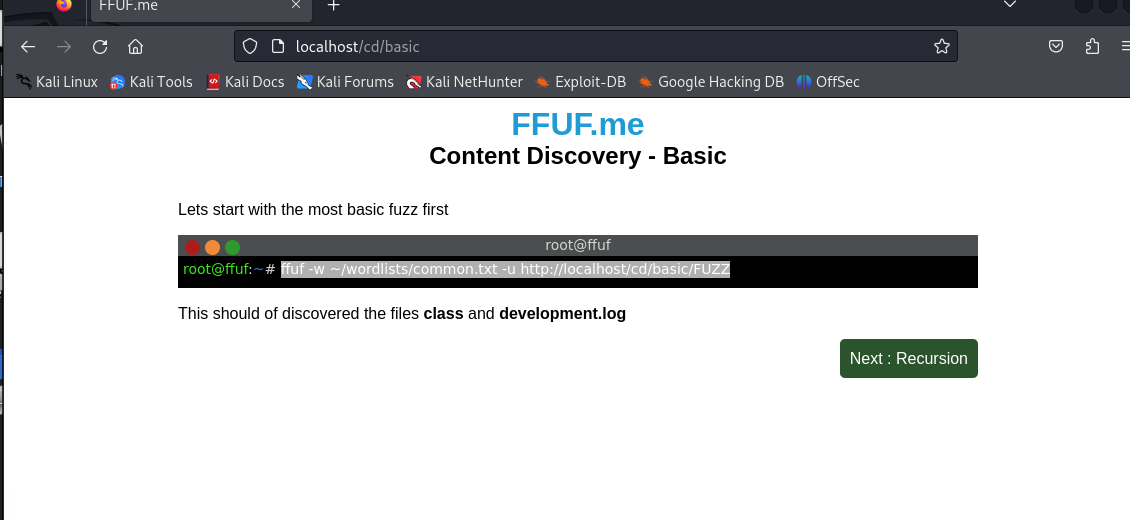 FFUF.me
localhost/cd/basic
Kali Linux Kali Tools Kali Docs Kali Forums Kali NetHunter Exploit-DB Google Hacking DB OffSec
FFUF.me
Content Discovery - Basic
Lets start with the most basic fuzz first
root@ffuf
root@ffuf:~# ffuf -w ~/wordlists/common.txt -u http://localhost/cd/basic/FUZZ
This should of discovered the files class and development.log
Next : Recursion